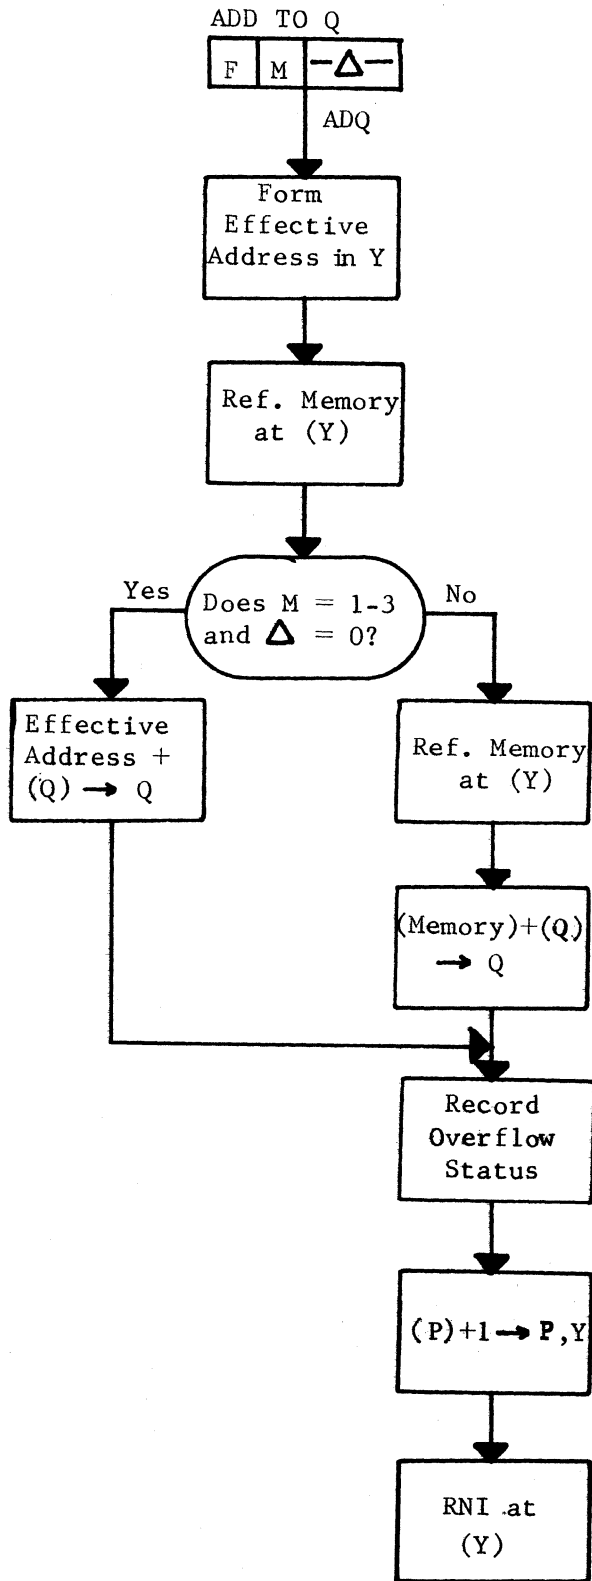 ADD TO Q
F M —Δ—
ADQ
Form
Effective
Address in Y
Ref. Memory
at (Y)
Does M = 1-3
and Δ = 0?
Yes
No
Effective
Address +
(Q) → Q
Ref. Memory
at (Y)
(Memory)+(Q)
→ Q
Record
Overflow
Status
(P)+1→P,Y
RNI at
(Y)